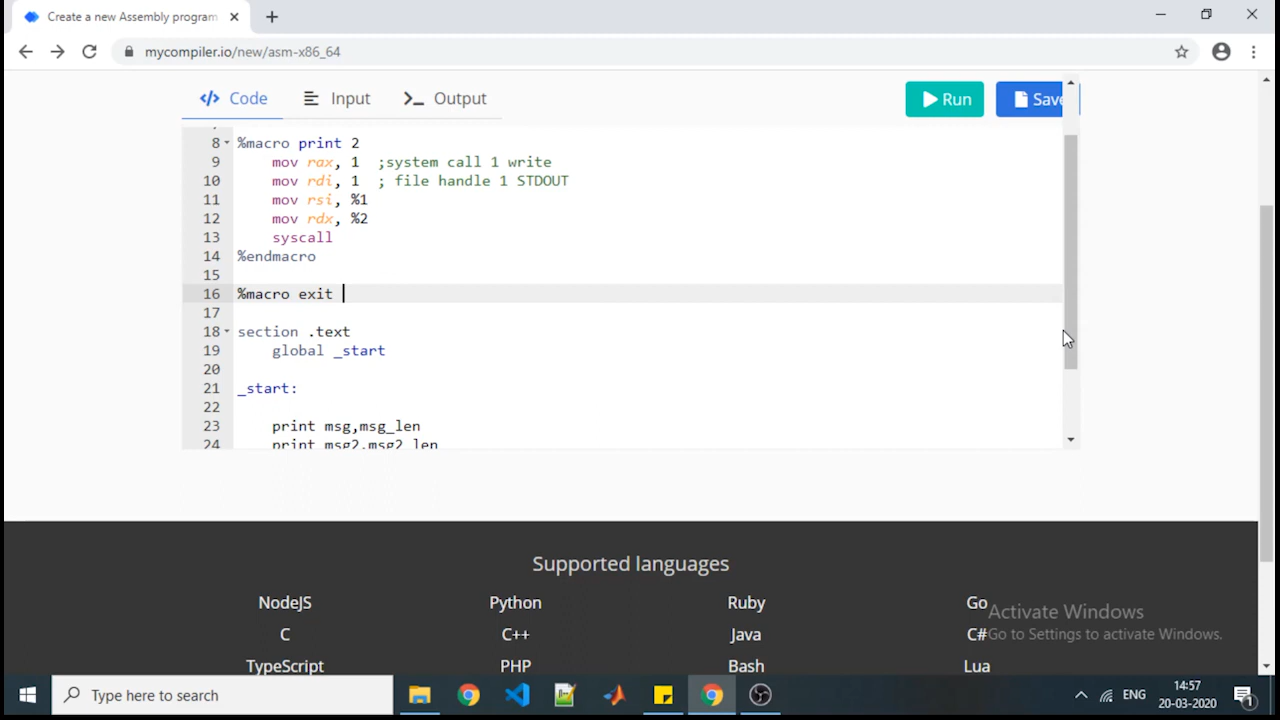 Create a new Assembly program
mycompiler.io/new/asm-x86_64
Code Input Output Run Save
8 %macro print 2
9 mov rax, 1 ;system call 1 write
10 mov rdi, 1 ; file handle 1 STDOUT
11 mov rsi, %1
12 mov rdx, %2
13 syscall
14 %endmacro
15
16 %macro exit
17
18 section .text
19 global _start
20
21 _start:
22
23 print msg,msg_len
24 print msg2,msg2_len
Supported languages
NodeJS Python Ruby Go
C C++ Java C#
TypeScript PHP Bash Lua
Activate Windows
Go to Settings to activate Windows.
Type here to search
ENG
14:57
20-03-2020
1